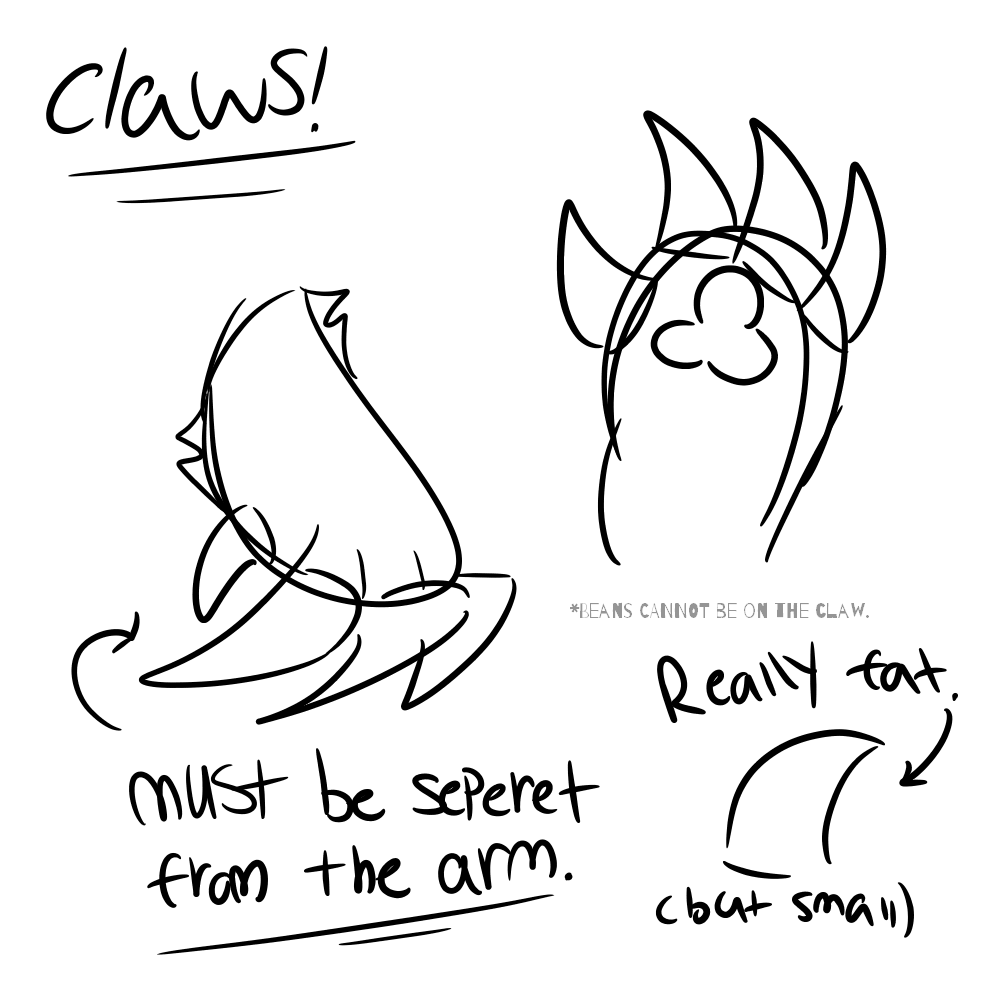 claws!
*BEANS CANNOT BE ON THE CLAW.
Really fat.
must be seperet
from the arm.
(but small)